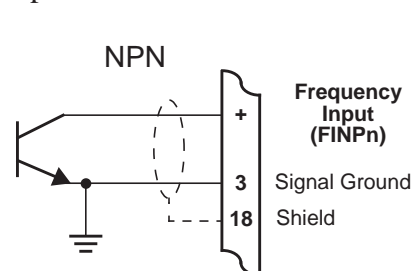 NPN
Frequency
Input
(FINPn)
+
3 Signal Ground
18 Shield